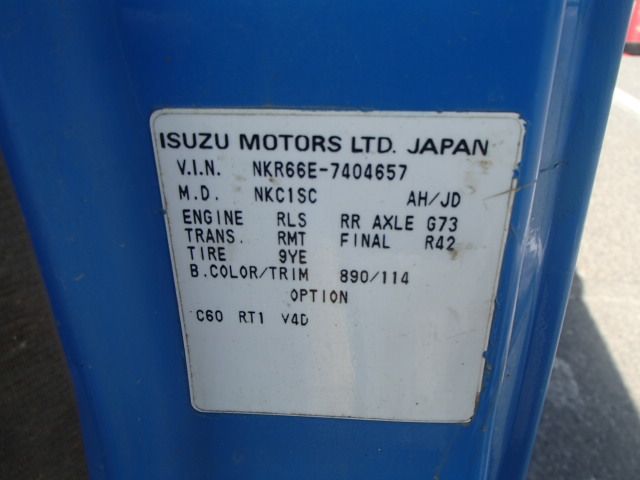 ISUZU MOTORS LTD. JAPAN
V.I.N. NKR66E-7404657
M.D. NKC1SC AH/JD
ENGINE RLS RR AXLE G73
TRANS. RMT FINAL R42
TIRE 9YE
B.COLOR/TRIM 890/114
OPTION
C60 RT1 V4D